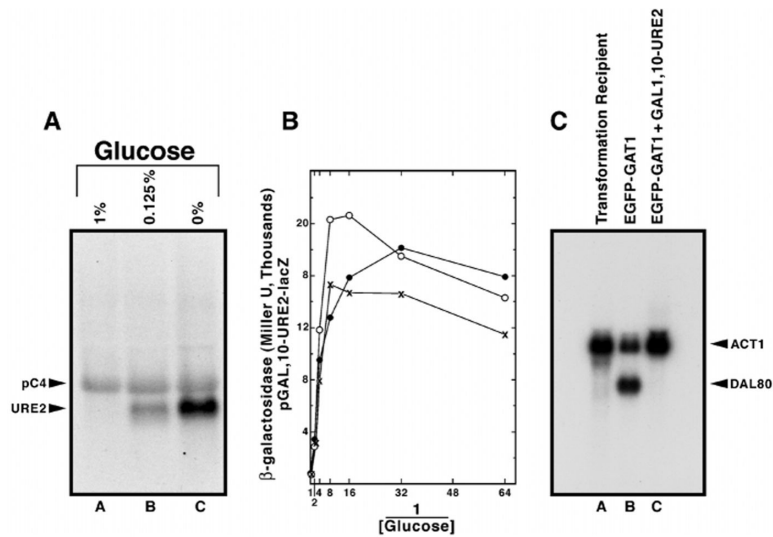 A
Glucose
1%
0.125%
0%
pC4
URE2
A B C
B
β-galactosidase (Miller U, Thousands)
pGAL,10-URE2-lacZ
20
8
12
8
4
1 2 4 8 16 32 48 64
1
[Glucose]
C
Transformation Recipient
EGFP-GAT1
EGFP-GAT1 + GAL1,10-URE2
ACT1
DAL80
A B C